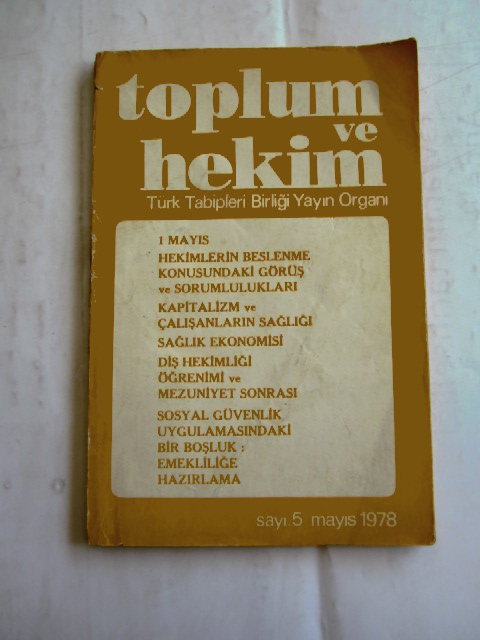 toplum
ve
hekim
Türk Tabipleri Birliği Yayın Organı
1 MAYIS
HEKİMLERİN BESLENME
KONUSUNDAKİ GÖRÜŞ
ve SORUMLULUKLARI
KAPİTALİZM ve
ÇALIŞANLARIN SAĞLIĞI
SAĞLIK EKONOMİSİ
DİŞ HEKİMLİĞİ
ÖĞRENİMİ ve
MEZUNİYET SONRASI
SOSYAL GÜVENLİK
UYGULAMASINDAKİ
BİR BOŞLUK :
EMEKLİLİĞE
HAZIRLAMA
sayı 5 mayıs 1978